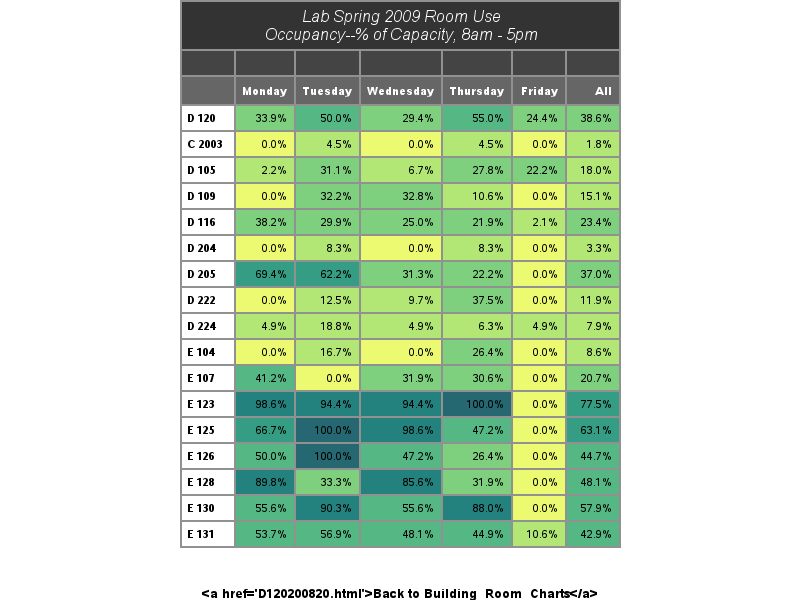 Lab Spring 2009 Room Use
Occupancy--% of Capacity, 8am - 5pm
Monday Tuesday Wednesday Thursday Friday All
D 120 33.9% 50.0% 29.4% 55.0% 24.4% 38.6%
C 2003 0.0% 4.5% 0.0% 4.5% 0.0% 1.8%
D 105 2.2% 31.1% 6.7% 27.8% 22.2% 18.0%
D 109 0.0% 32.2% 32.8% 10.6% 0.0% 15.1%
D 116 38.2% 29.9% 25.0% 21.9% 2.1% 23.4%
D 204 0.0% 8.3% 0.0% 8.3% 0.0% 3.3%
D 205 69.4% 62.2% 31.3% 22.2% 0.0% 37.0%
D 222 0.0% 12.5% 9.7% 37.5% 0.0% 11.9%
D 224 4.9% 18.8% 4.9% 6.3% 4.9% 7.9%
E 104 0.0% 16.7% 0.0% 26.4% 0.0% 8.6%
E 107 41.2% 0.0% 31.9% 30.6% 0.0% 20.7%
E 123 98.6% 94.4% 94.4% 100.0% 0.0% 77.5%
E 125 66.7% 100.0% 98.6% 47.2% 0.0% 63.1%
E 126 50.0% 100.0% 47.2% 26.4% 0.0% 44.7%
E 128 89.8% 33.3% 85.6% 31.9% 0.0% 48.1%
E 130 55.6% 90.3% 55.6% 88.0% 0.0% 57.9%
E 131 53.7% 56.9% 48.1% 44.9% 10.6% 42.9%
<a href='D120200820.html'>Back to Building_Room_Charts</a>